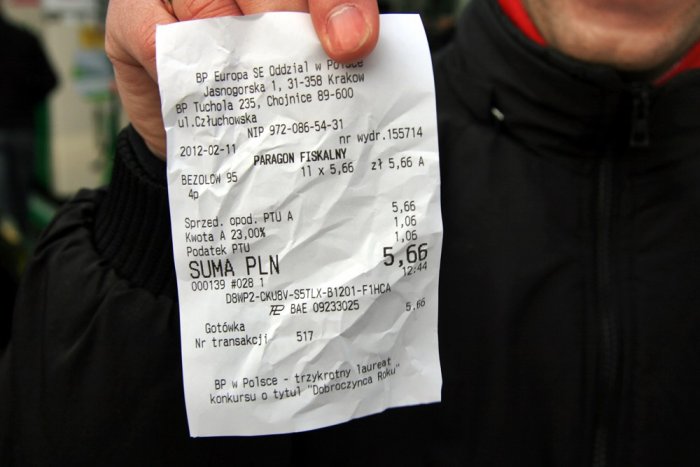 BP Europa SE Oddział w Polsce
Jasnogorska 1, 31-358 Krakow
BP Tuchola 235, Chojnice 89-600
ul.Człuchowska
NIP 972-086-54-31
2012-02-11 nr wydr.155714
PARAGON FISKALNY
BEZOLOW 95 1l x 5,66 zł 5,66 A
4p
Sprzed. opod. PTU A 5,66
Kwota A 23,00% 1,06
Podatek PTU 1,06
SUMA PLN 5,66
000139 #028 1 12:44
D8WP2-CKU8V-S5TLX-B12O1-F1HCA
BAE 09233025
Gotówka 5,66
Nr transakcji 517
BP w Polsce - trzykrotny laureat
konkursu o tytul "Dobroczynca Roku"